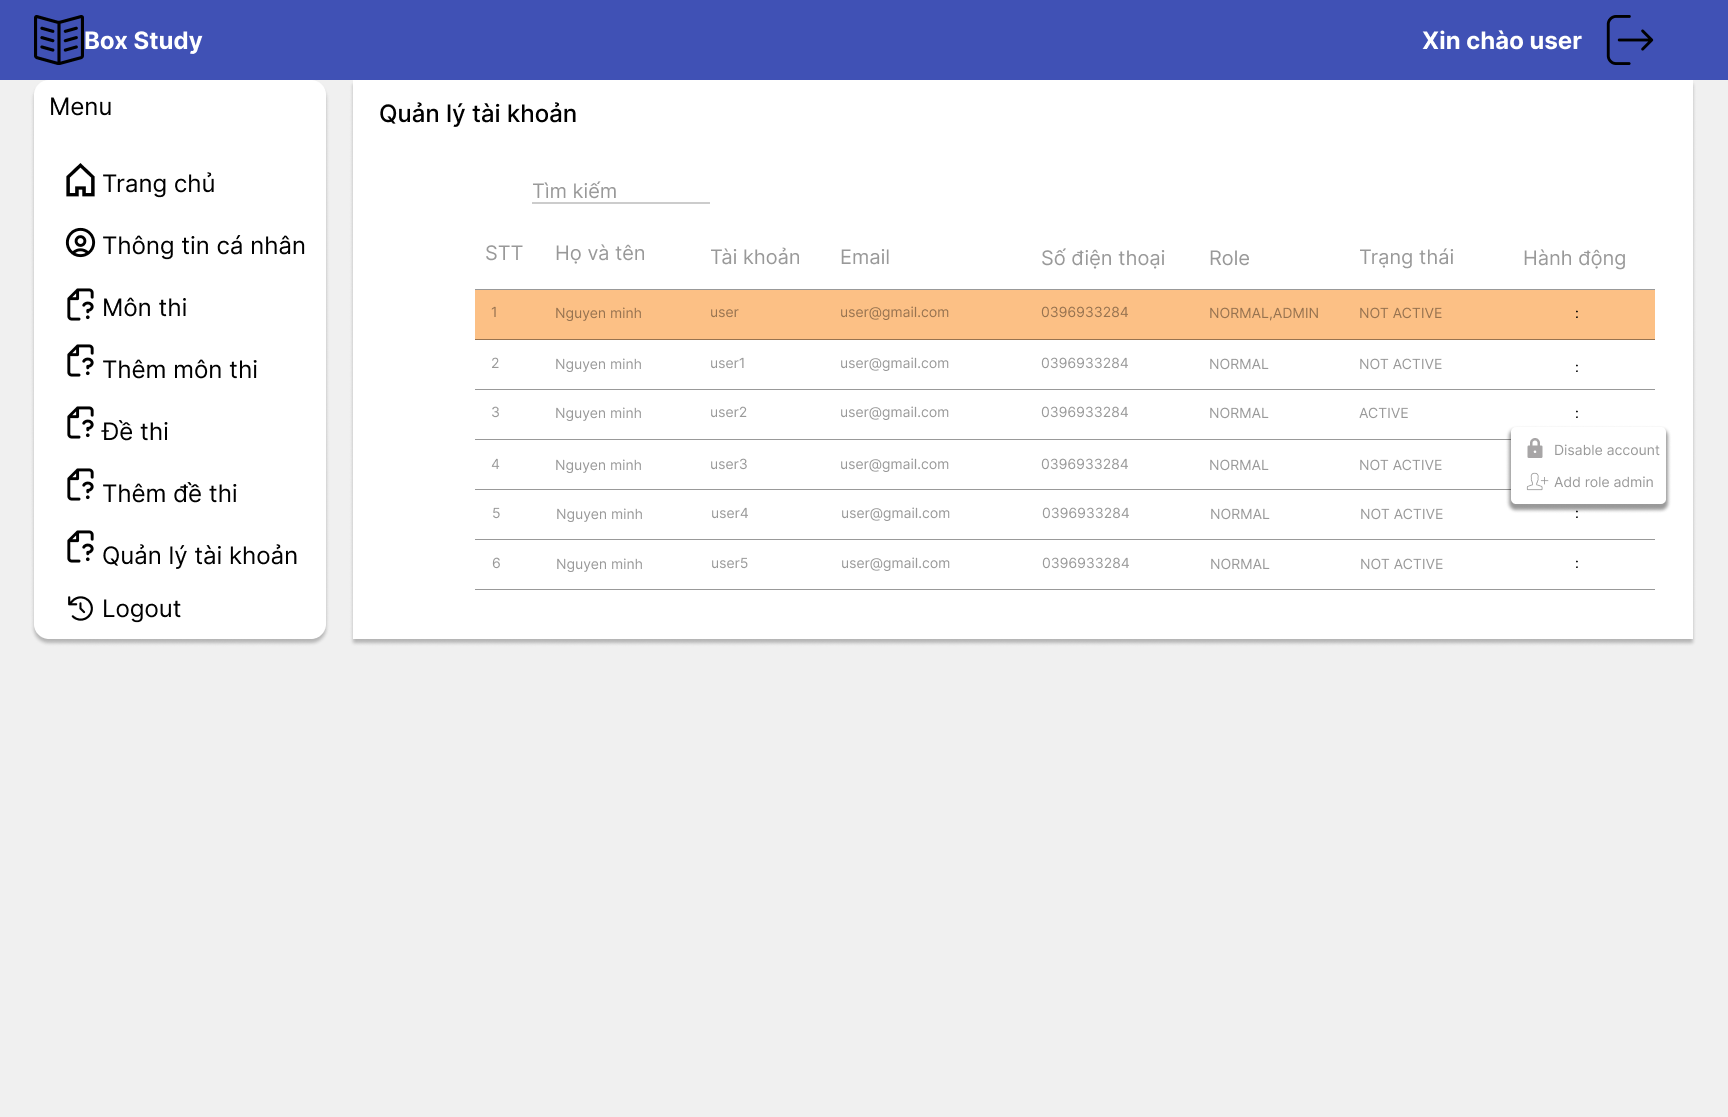 Box Study
Xin chào user
Menu
Trang chủ
Thông tin cá nhân
Môn thi
Thêm môn thi
Đề thi
Thêm đề thi
Quản lý tài khoản
Logout
Quản lý tài khoản
Tìm kiếm
STT Họ và tên Tài khoản Email Số điện thoại Role Trạng thái Hành động
1 Nguyen minh user user@gmail.com 0396933284 NORMAL,ADMIN NOT ACTIVE :
2 Nguyen minh user1 user@gmail.com 0396933284 NORMAL NOT ACTIVE :
3 Nguyen minh user2 user@gmail.com 0396933284 NORMAL ACTIVE :
Disable account
4 Nguyen minh user3 user@gmail.com 0396933284 NORMAL NOT ACTIVE
Add role admin
5 Nguyen minh user4 user@gmail.com 0396933284 NORMAL NOT ACTIVE :
6 Nguyen minh user5 user@gmail.com 0396933284 NORMAL NOT ACTIVE :